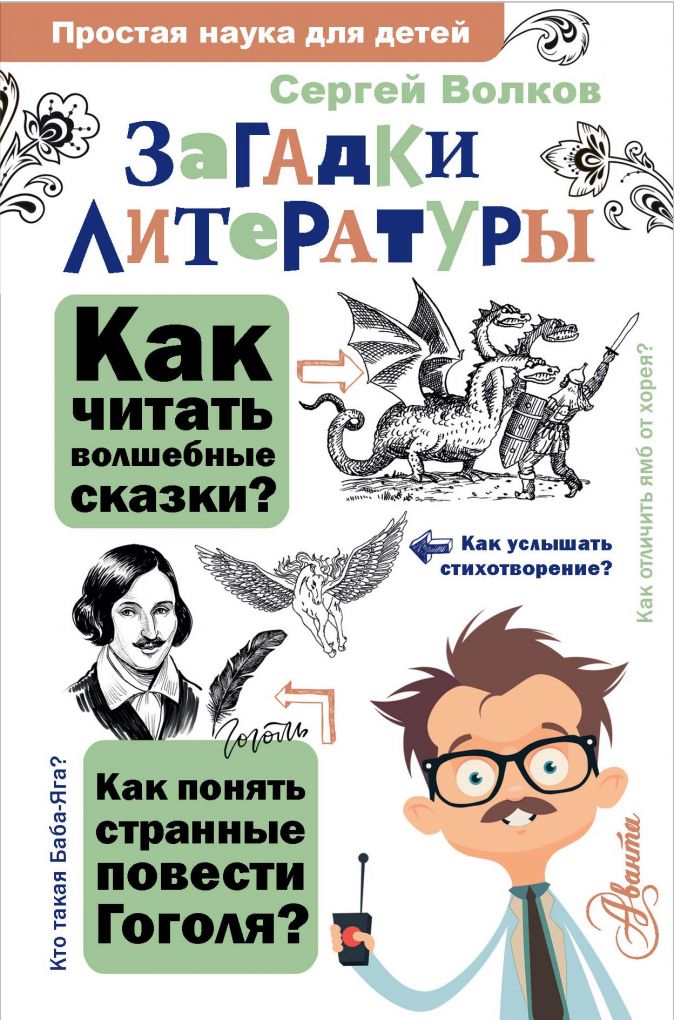 Простая наука для детей
Сергей Волков
ЗаГАдКИ
ЛИТеРАТУРЫ
Как
читать
волшебные
сказки?
Как отличить ямб от хорея?
Как услышать
стихотворение?
Гоголь
Кто такая Баба-Яга?
Как понять
странные
повести
Гоголя?
Аванта